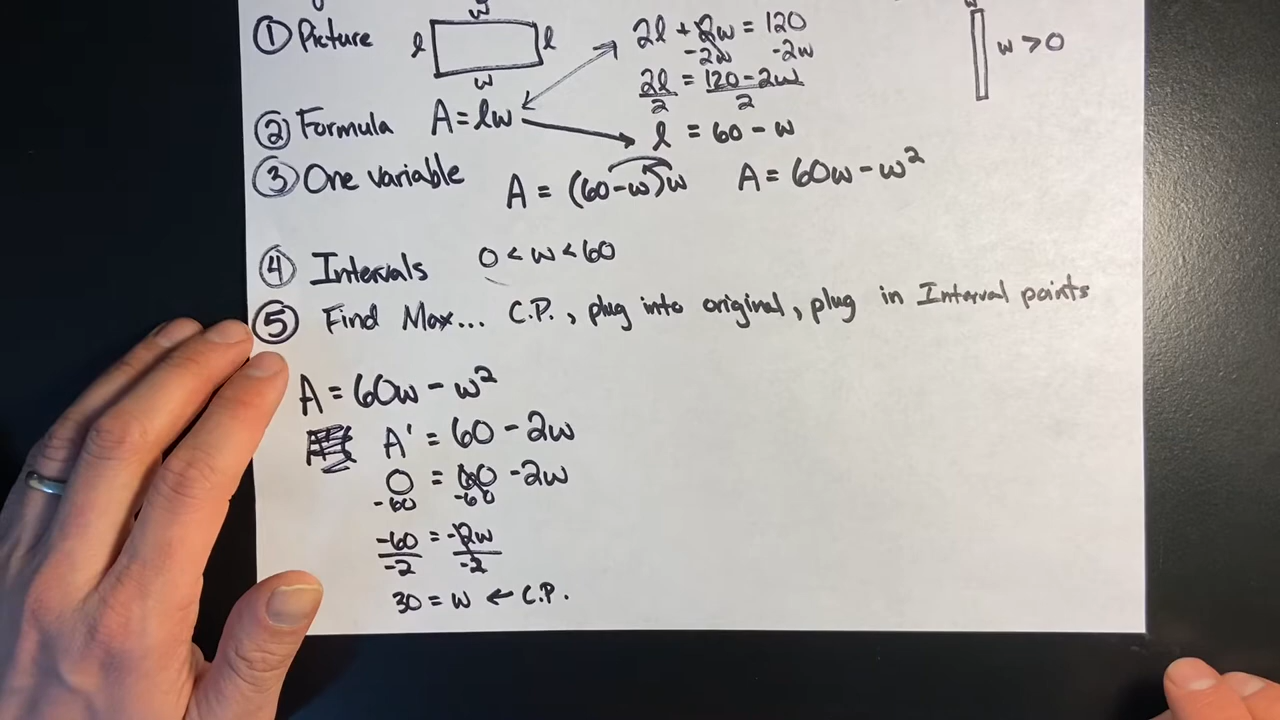 ① Picture
w
l
l
w
2l + 2w = 120
-2w -2w
2l = 120 - 2w
2 2
l = 60 - w
w > 0
② Formula A = lw
③ One variable A = (60-w)w A = 60w - w²
④ Intervals 0 < w < 60
⑤ Find Max... C.P., plug into original, plug in Interval points
A = 60w - w²
A' = 60 - 2w
0 = 60 - 2w
-60 -60
-60 = -2w
-2 -2
30 = w ← C.P.